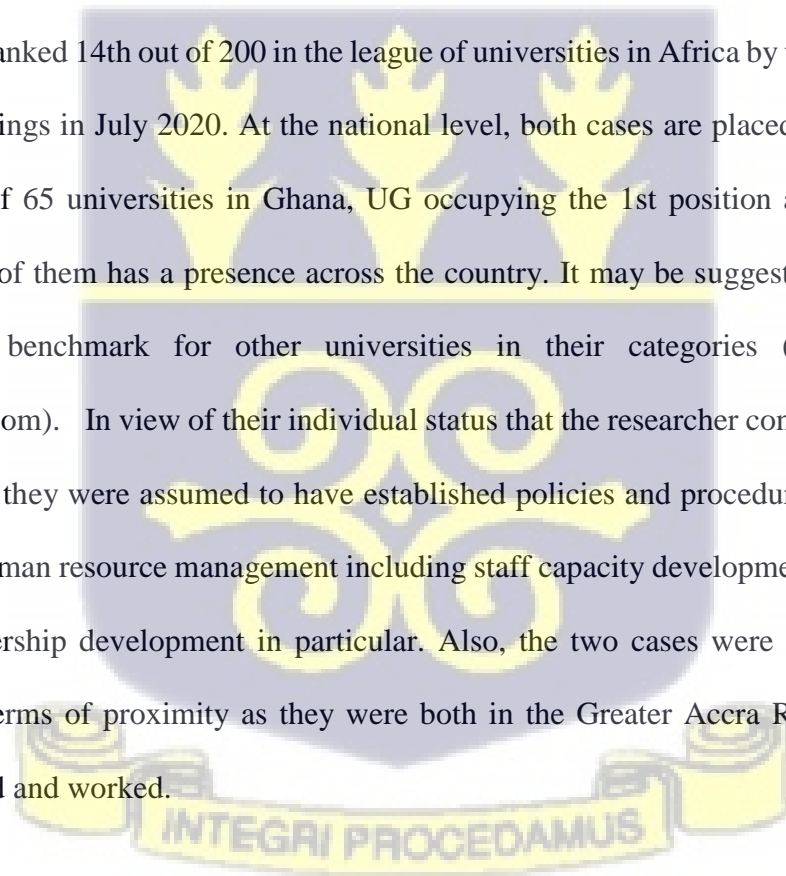 anked 14th out of 200 in the league of universities in Africa by
ings in July 2020. At the national level, both cases are placed
f 65 universities in Ghana, UG occupying the 1st position
of them has a presence across the country. It may be suggest
benchmark for other universities in their categories (
om). In view of their individual status that the researcher con
they were assumed to have established policies and procedur
man resource management including staff capacity developme
ership development in particular. Also, the two cases were
erms of proximity as they were both in the Greater Accra R
d and worked.
INTEGRI PROCEDAMUS